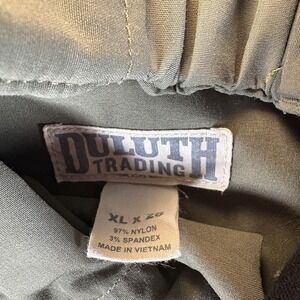 DULUTH
TRADING
XL X 28
97% NYLON
3% SPANDEX
MADE IN VIETNAM